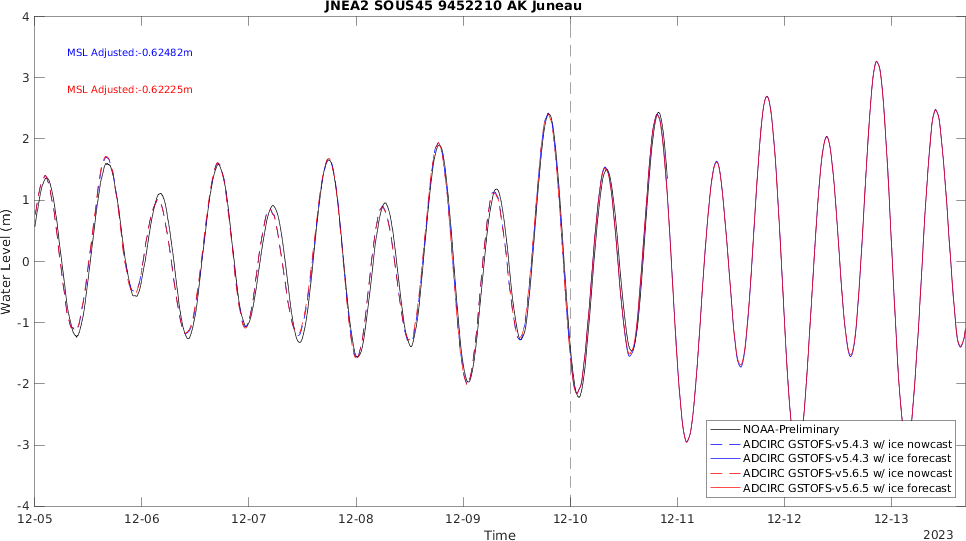 JNEA2 SOUS45 9452210 AK Juneau
MSL Adjusted:-0.62482m
MSL Adjusted:-0.62225m
Water Level (m)
4
3
2
1
0
-1
-2
-3
-4
NOAA-Preliminary
ADCIRC GSTOFS-v5.4.3 w/ ice nowcast
ADCIRC GSTOFS-v5.4.3 w/ ice forecast
ADCIRC GSTOFS-v5.6.5 w/ ice nowcast
ADCIRC GSTOFS-v5.6.5 w/ ice forecast
12-05 12-06 12-07 12-08 12-09 12-10 12-11 12-12 12-13
Time
2023